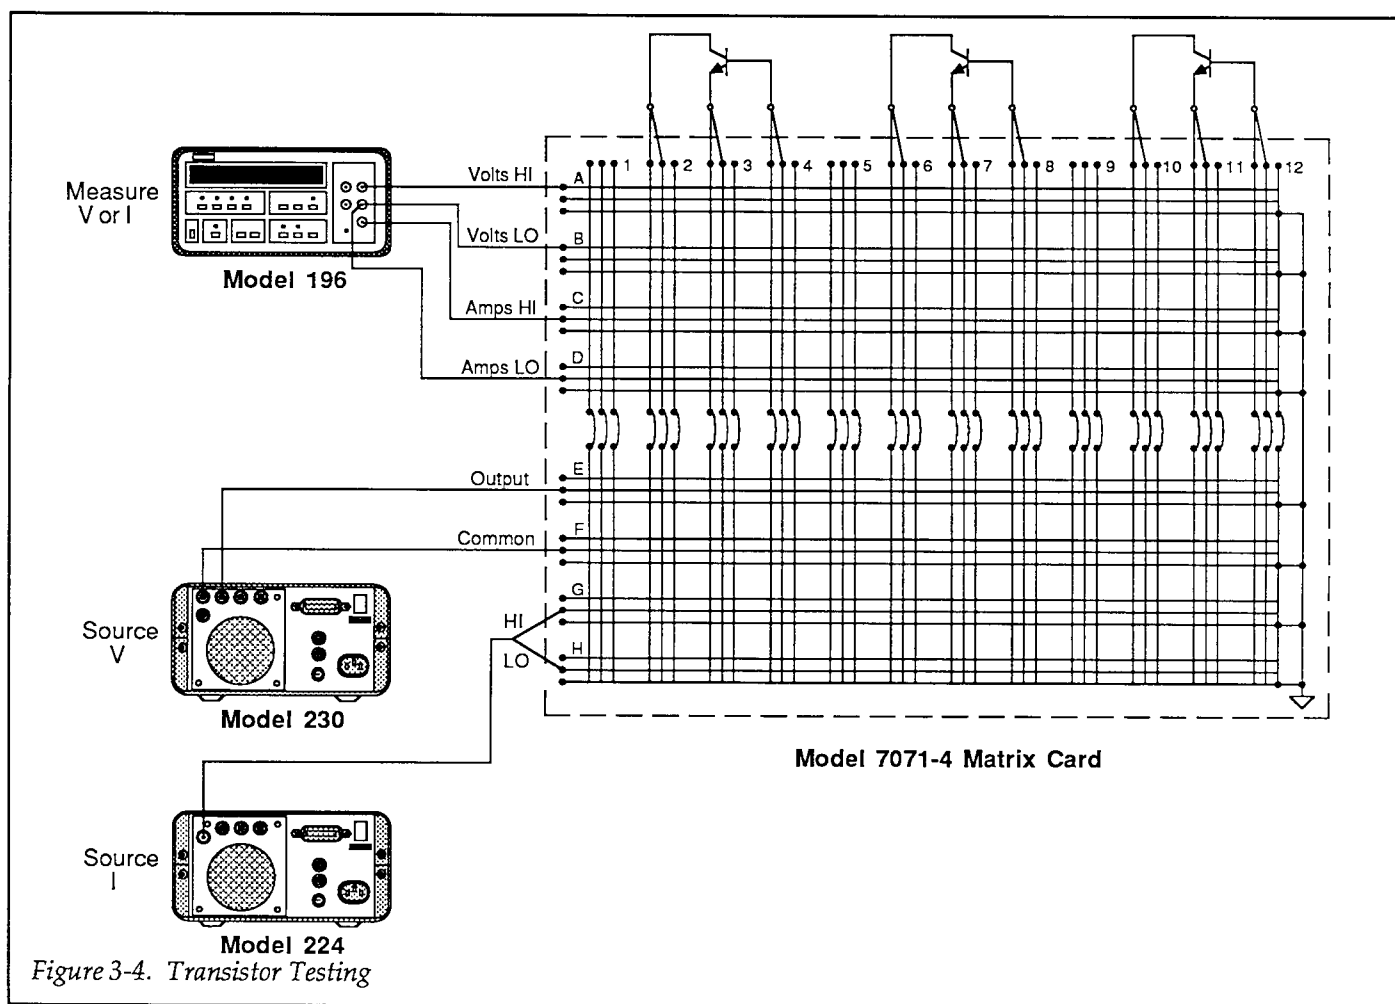 1 2 3 4 5 6 7 8 9 10 11 12
Measure
V or I
Model 196
Volts HI
A
Volts LO
B
Amps HI
C
Amps LO
D
Output
E
Common
F
HI
G
LO
H
Source
V
Model 230
Model 7071-4 Matrix Card
Source
I
Model 224
Figure 3-4. Transistor Testing